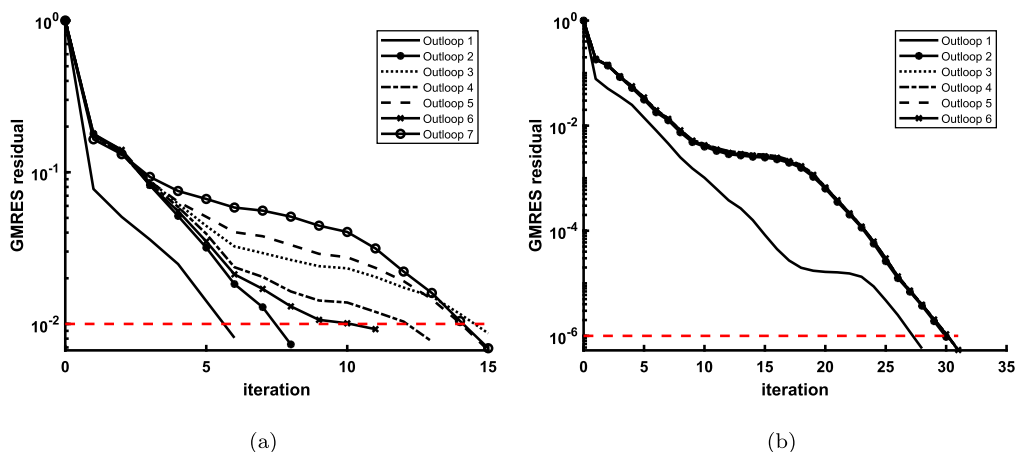 10^0
10^-1
10^-2
GMRES residual
0 5 10 15
iteration
Outloop 1
Outloop 2
Outloop 3
Outloop 4
Outloop 5
Outloop 6
Outloop 7
(a)
10^0
10^-2
10^-4
10^-6
GMRES residual
0 5 10 15 20 25 30 35
iteration
Outloop 1
Outloop 2
Outloop 3
Outloop 4
Outloop 5
Outloop 6
(b)